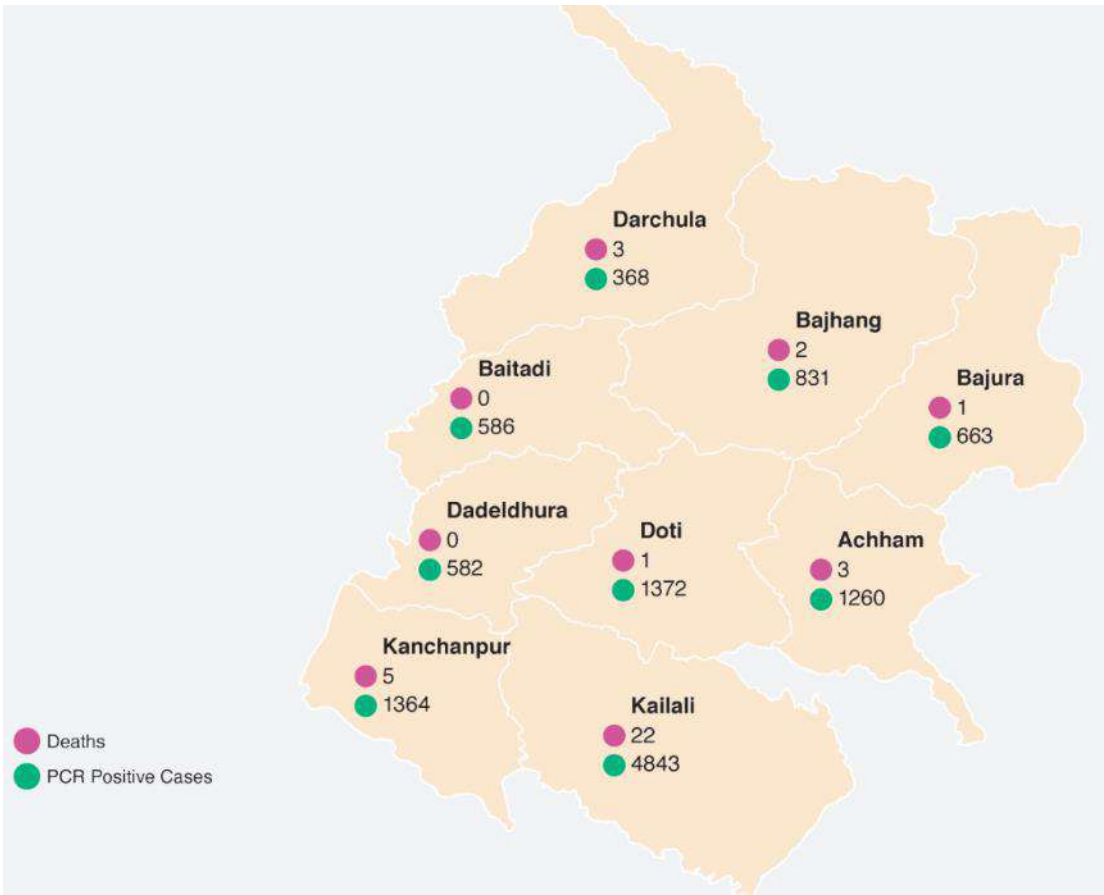 Darchula
3
368
Bajhang
2
831
Bajura
1
663
Baitadi
0
586
Dadeldhura
0
582
Doti
1
1372
Achham
3
1260
Kanchanpur
5
1364
Kailali
22
4843
Deaths
PCR Positive Cases